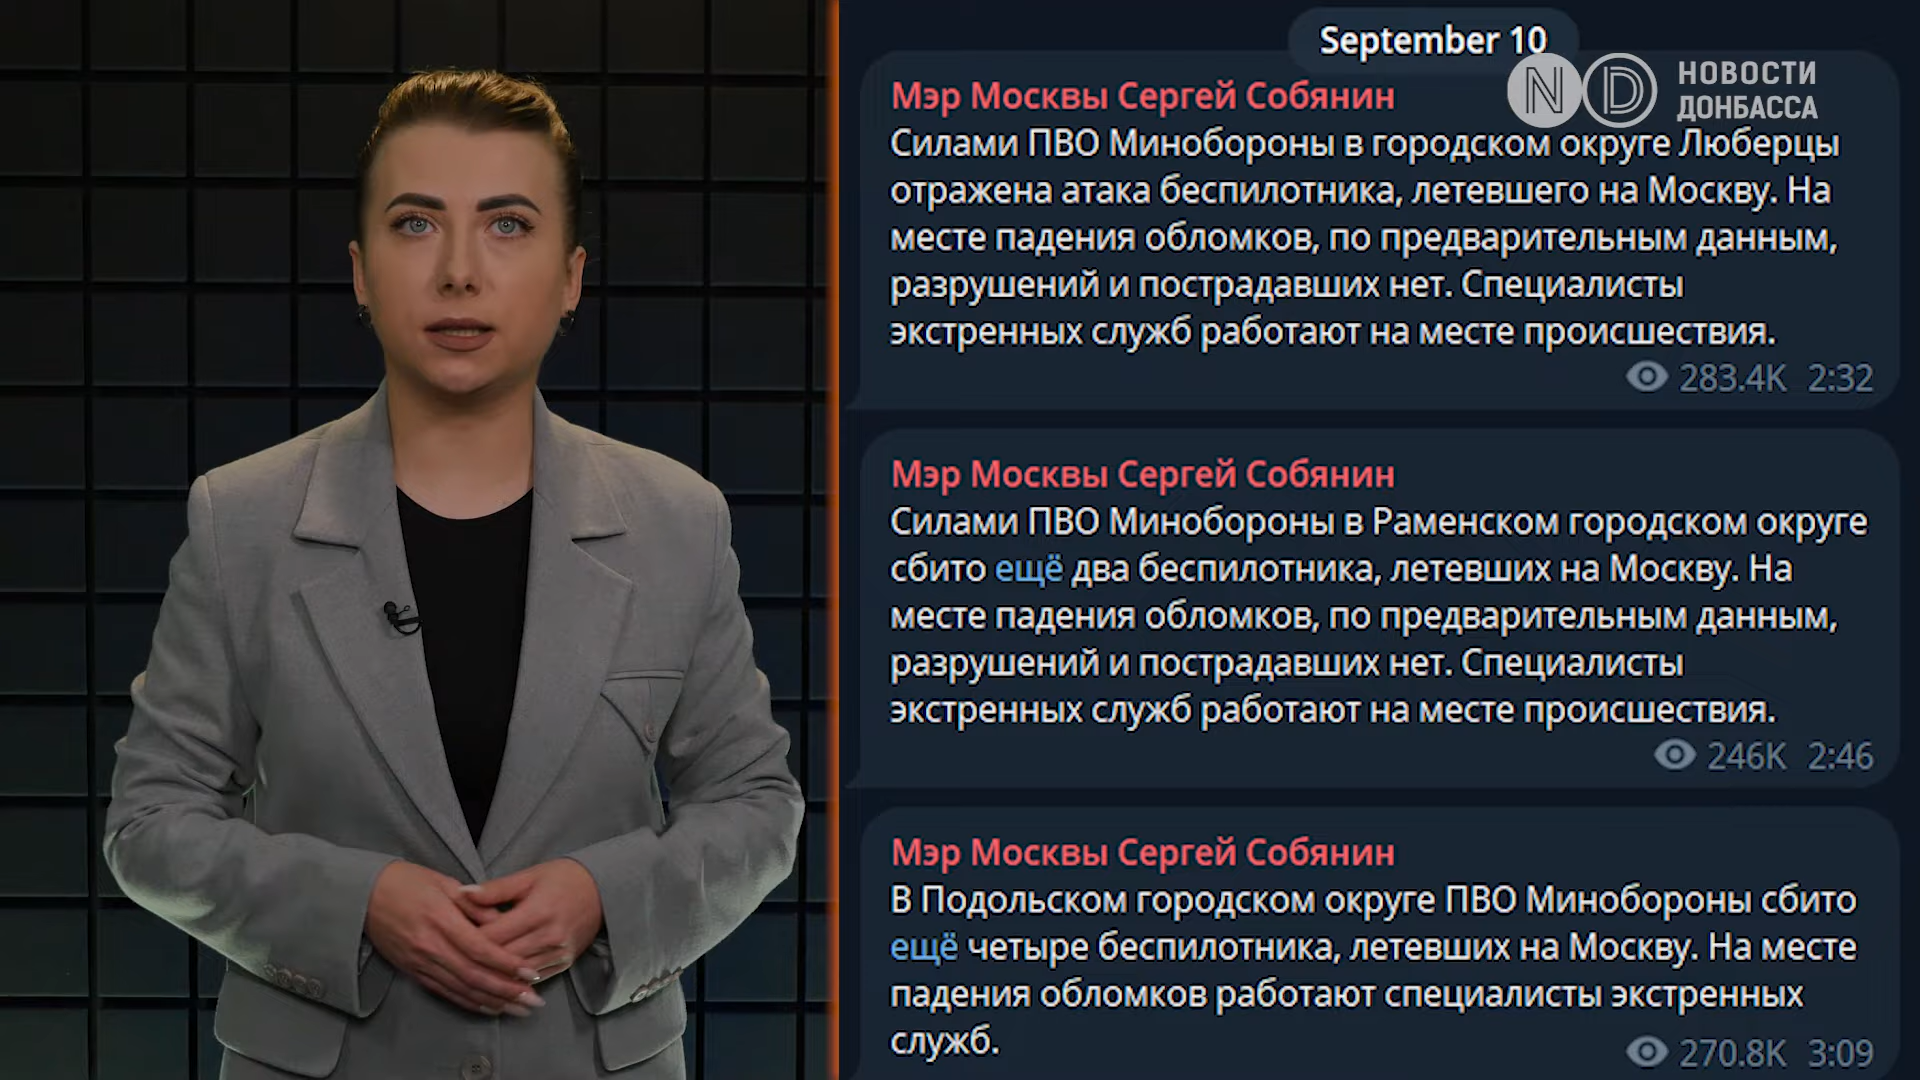 September 10
НОВОСТИ
ДОНБАССА
Мэр Москвы Сергей Собянин
Силами ПВО Минобороны в городском округе Люберцы
отражена атака беспилотника, летевшего на Москву. На
месте падения обломков, по предварительным данным,
разрушений и пострадавших нет. Специалисты
экстренных служб работают на месте происшествия.
283.4K 2:32
Мэр Москвы Сергей Собянин
Силами ПВО Минобороны в Раменском городском округе
сбито ещё два беспилотника, летевших на Москву. На
месте падения обломков, по предварительным данным,
разрушений и пострадавших нет. Специалисты
экстренных служб работают на месте происшествия.
246K 2:46
Мэр Москвы Сергей Собянин
В Подольском городском округе ПВО Минобороны сбито
ещё четыре беспилотника, летевших на Москву. На месте
падения обломков работают специалисты экстренных
служб.
270.8K 3:09
ND